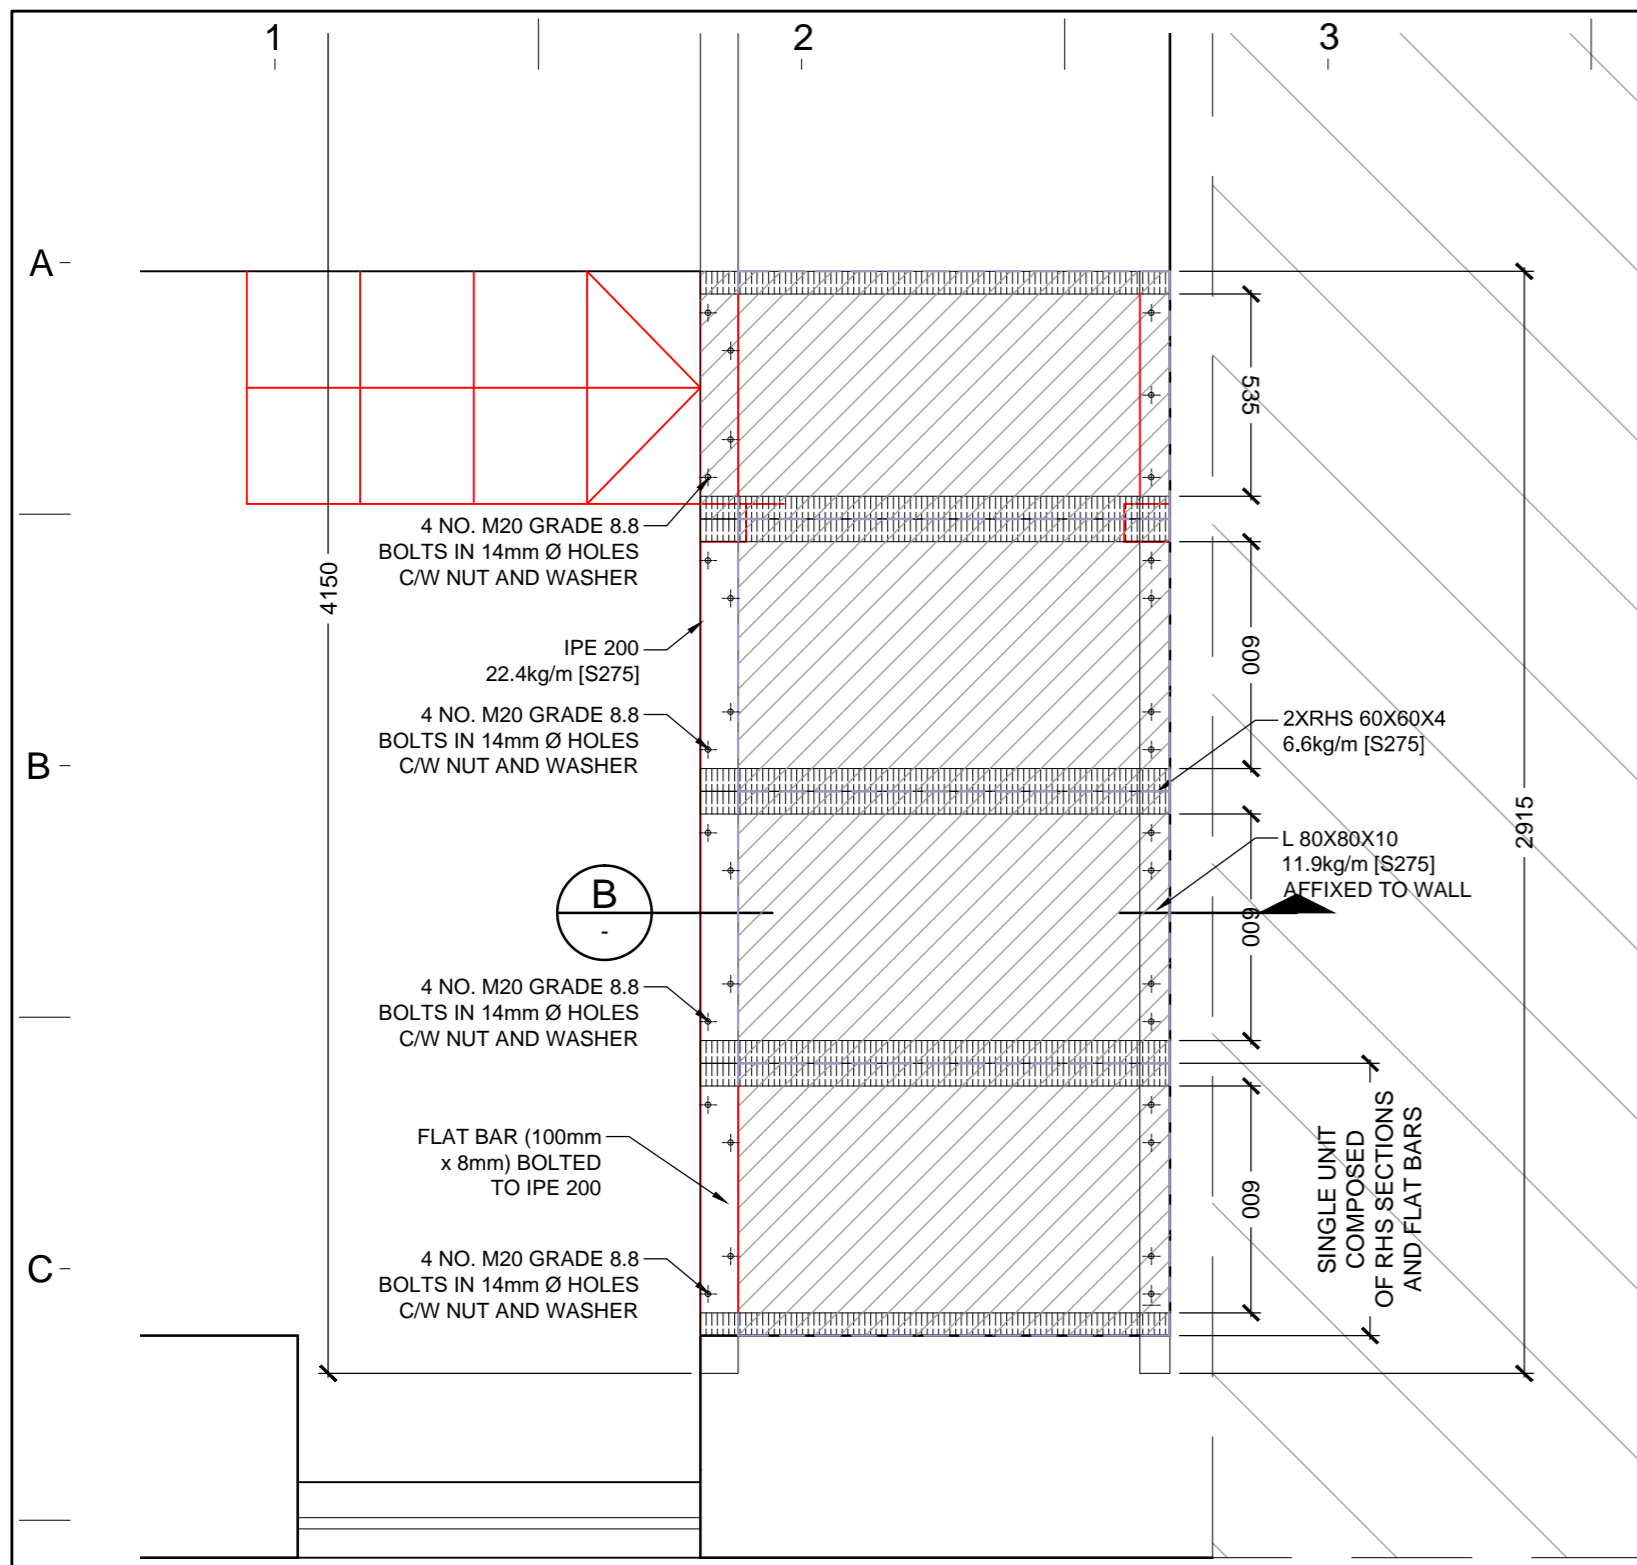 1
2
3
A
B
C
4150
4 NO. M20 GRADE 8.8
BOLTS IN 14mm Ø HOLES
C/W NUT AND WASHER
IPE 200
22.4kg/m [S275]
4 NO. M20 GRADE 8.8
BOLTS IN 14mm Ø HOLES
C/W NUT AND WASHER
B
-
4 NO. M20 GRADE 8.8
BOLTS IN 14mm Ø HOLES
C/W NUT AND WASHER
FLAT BAR (100mm
x 8mm) BOLTED
TO IPE 200
4 NO. M20 GRADE 8.8
BOLTS IN 14mm Ø HOLES
C/W NUT AND WASHER
535
600
2XRHS 60X60X4
6.6kg/m [S275]
L 80X80X10
11.9kg/m [S275]
AFFIXED TO WALL
600
600
SINGLE UNIT
COMPOSED
OF RHS SECTIONS
AND FLAT BARS
2915